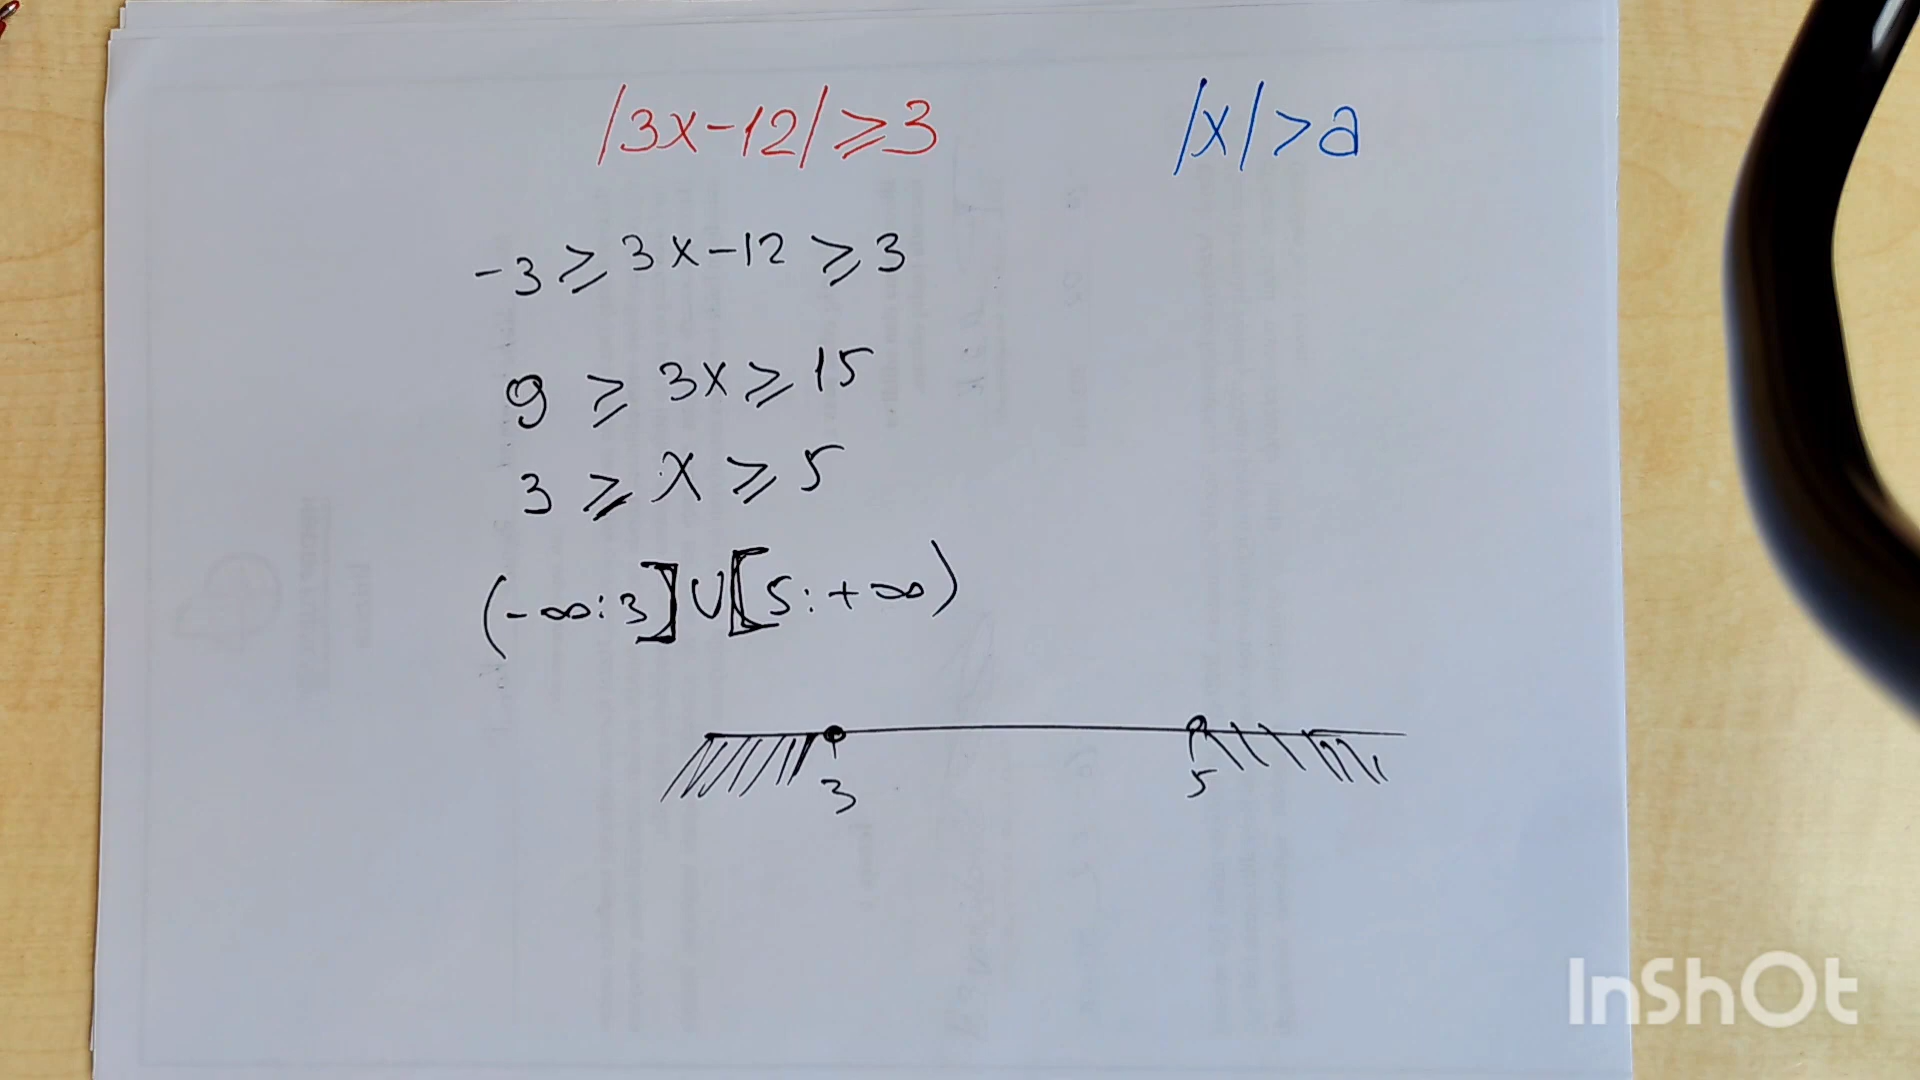 |3x-12|≥3
|x|>a
-3≥3x-12≥3
9≥3x≥15
3≥x≥5
(-∞:3]∪[5:+∞)
3
5
InShOt